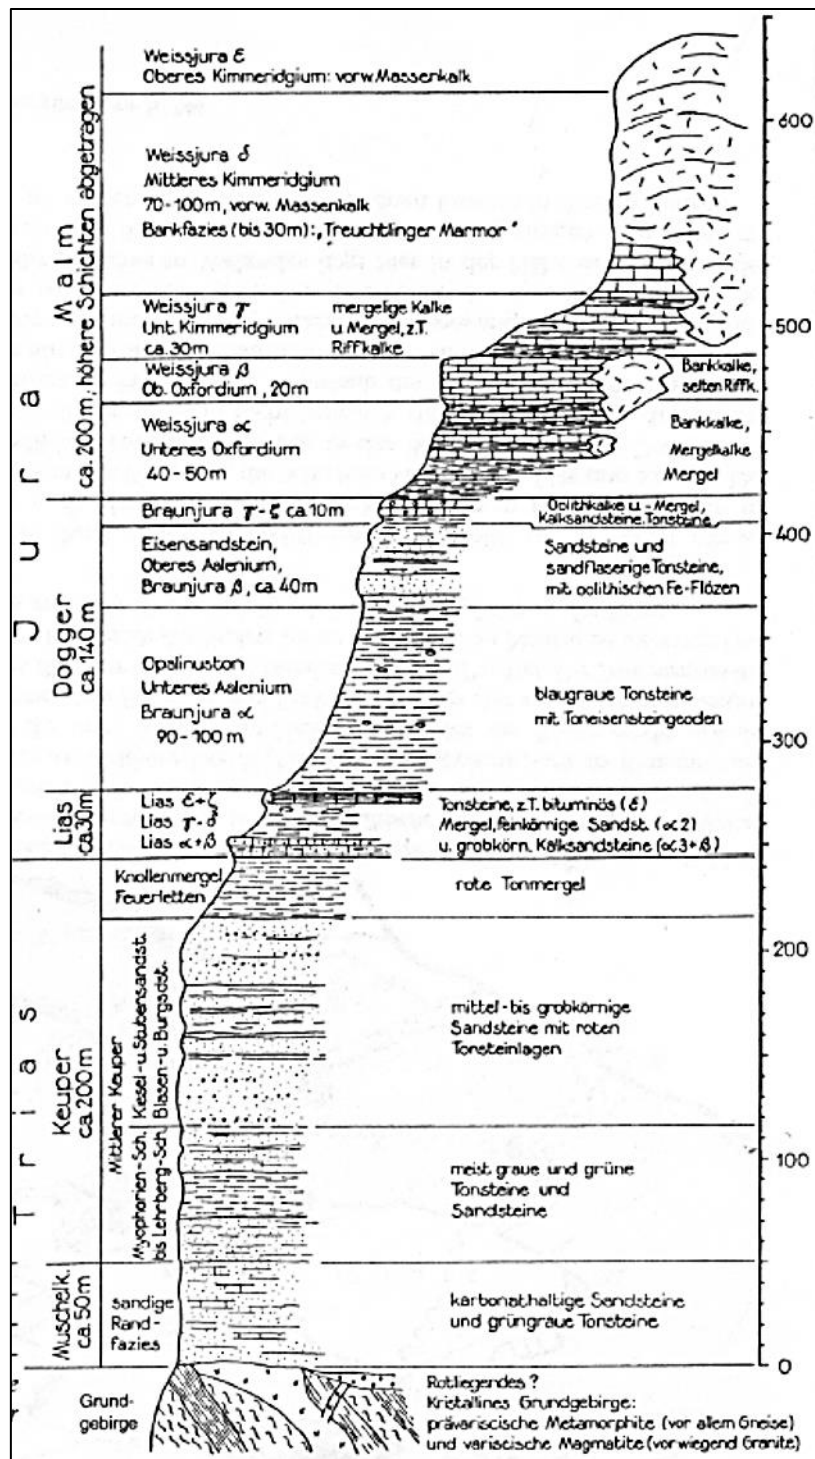 Weissjura ε
Oberes Kimmeridgium: vorw. Massenkalk
Weissjura δ
Mittleres Kimmeridgium
70-100m, vorw. Massenkalk
Bankfazies (bis 30m): „Treuchtlinger Marmor"
Weissjura γ
Unt. Kimmeridgium
ca. 30m
mergelige Kalke
u Mergel, z.T.
Riffkalke
Weissjura β
Ob. Oxfordium, 20m
Bankkalke,
selten Riffk.
Weissjura α
Unteres Oxfordium
40-50m
Bankkalke,
Mergelkalke
Mergel
Braunjura γ-ζ ca. 10m
Oolithkalke u.-Mergel,
Kalksandsteine, Tonsteine
Eisensandstein,
Oberes Aalenium,
Braunjura β, ca. 40m
Sandsteine und
sandflaserige Tonsteine,
mit oolithischen Fe-Flözen
Opalinuston
Unteres Aalenium
Braunjura α
90-100m
blaugraue Tonsteine
mit Toneisensteingeoden
Lias ε+ζ
Lias γ-δ
Lias α+β
Tonsteine, z.T. bituminös (ε)
Mergel, feinkörnige Sandst. (α2)
u. grobkörn. Kalksandsteine (α3+β)
Knollenmergel
Feuerletten
rote Tonmergel
Mittlerer Keuper
Kesel- u Stubensandst.
Blasen- u. Burgsdst.
mittel- bis grobkörnige
Sandsteine mit roten
Tonsteinlagen
Myophorien-Sch.
bis Lehrberg-Sch.
meist graue und grüne
Tonsteine und
Sandsteine
sandige
Rand-
fazies
karbonathaltige Sandsteine
und grüngraue Tonsteine
Grund-
gebirge
Rotliegendes?
Kristallines Grundgebirge:
prävariscische Metamorphite (vor allem Gneise)
und variscische Magmatite (vorwiegend Granite)
Jura
Malm
ca. 200m; höhere Schichten abgetragen
Dogger
ca. 140m
Lias
ca 30m
Trias
Keuper
ca. 200m
Muschelk.
ca. 50m
600
500
400
300
200
100
0